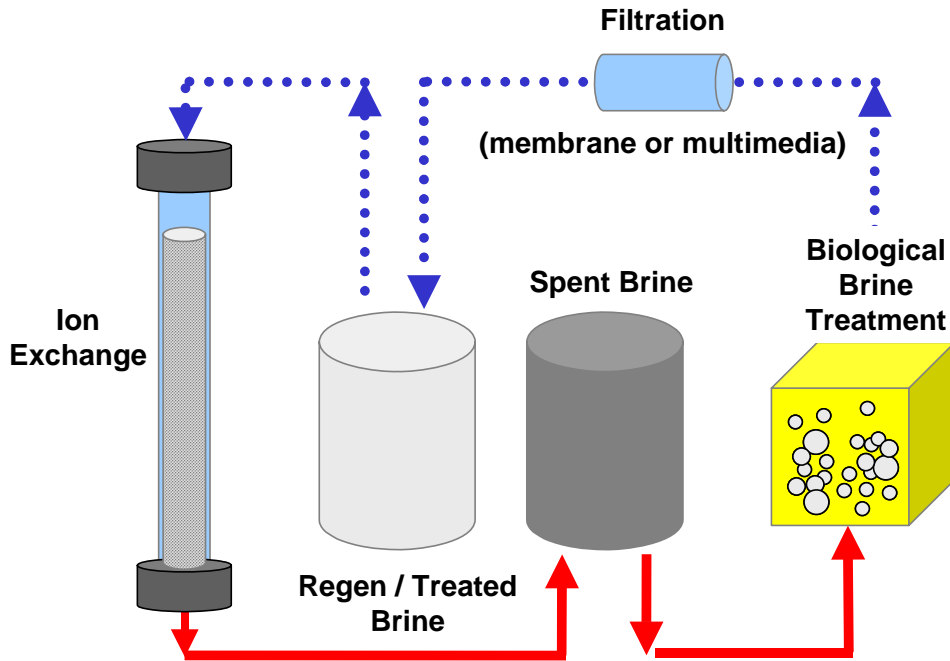 Filtration
(membrane or multimedia)
Biological
Brine
Treatment
Spent Brine
Ion
Exchange
Regen / Treated
Brine